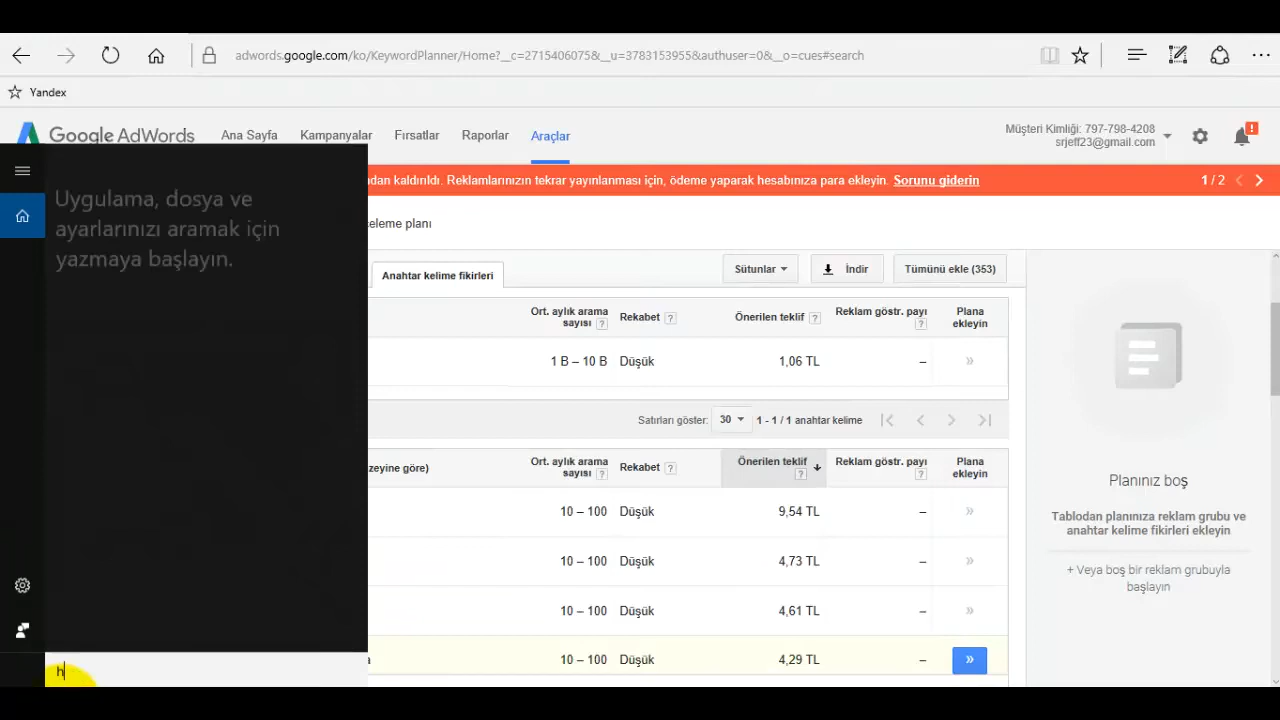 adwords.google.com/ko/KeywordPlanner/Home?__c=2715406075&__u=3783153955&authuser=0&__o=cues#search
Yandex
Google AdWords Ana Sayfa Kampanyalar Fırsatlar Raporlar Araçlar
Müşteri Kimliği: 797-798-4208
srjeff23@gmail.com
Uygulama, dosya ve
ayarlarınızı aramak için
yazmaya başlayın.
dan kaldırıldı. Reklamlarınızın tekrar yayınlanması için, ödeme yaparak hesabınıza para ekleyin. Sorunu giderin 1 / 2
celeme planı
Anahtar kelime fikirleri Sütunlar İndir Tümünü ekle (353)
Ort. aylık arama sayısı ? Rekabet ? Önerilen teklif ? Reklam göstr. payı ? Plana ekleyin
1 B – 10 B Düşük 1,06 TL – »
Satırları göster: 30 1 - 1 / 1 anahtar kelime
zeyine göre) Ort. aylık arama sayısı ? Rekabet ? Önerilen teklif ? Reklam göstr. payı ? Plana ekleyin
10 – 100 Düşük 9,54 TL – »
10 – 100 Düşük 4,73 TL – »
10 – 100 Düşük 4,61 TL – »
a 10 – 100 Düşük 4,29 TL – »
Planınız boş
Tablodan planınıza reklam grubu ve
anahtar kelime fikirleri ekleyin
+ Veya boş bir reklam grubuyla
başlayın
h